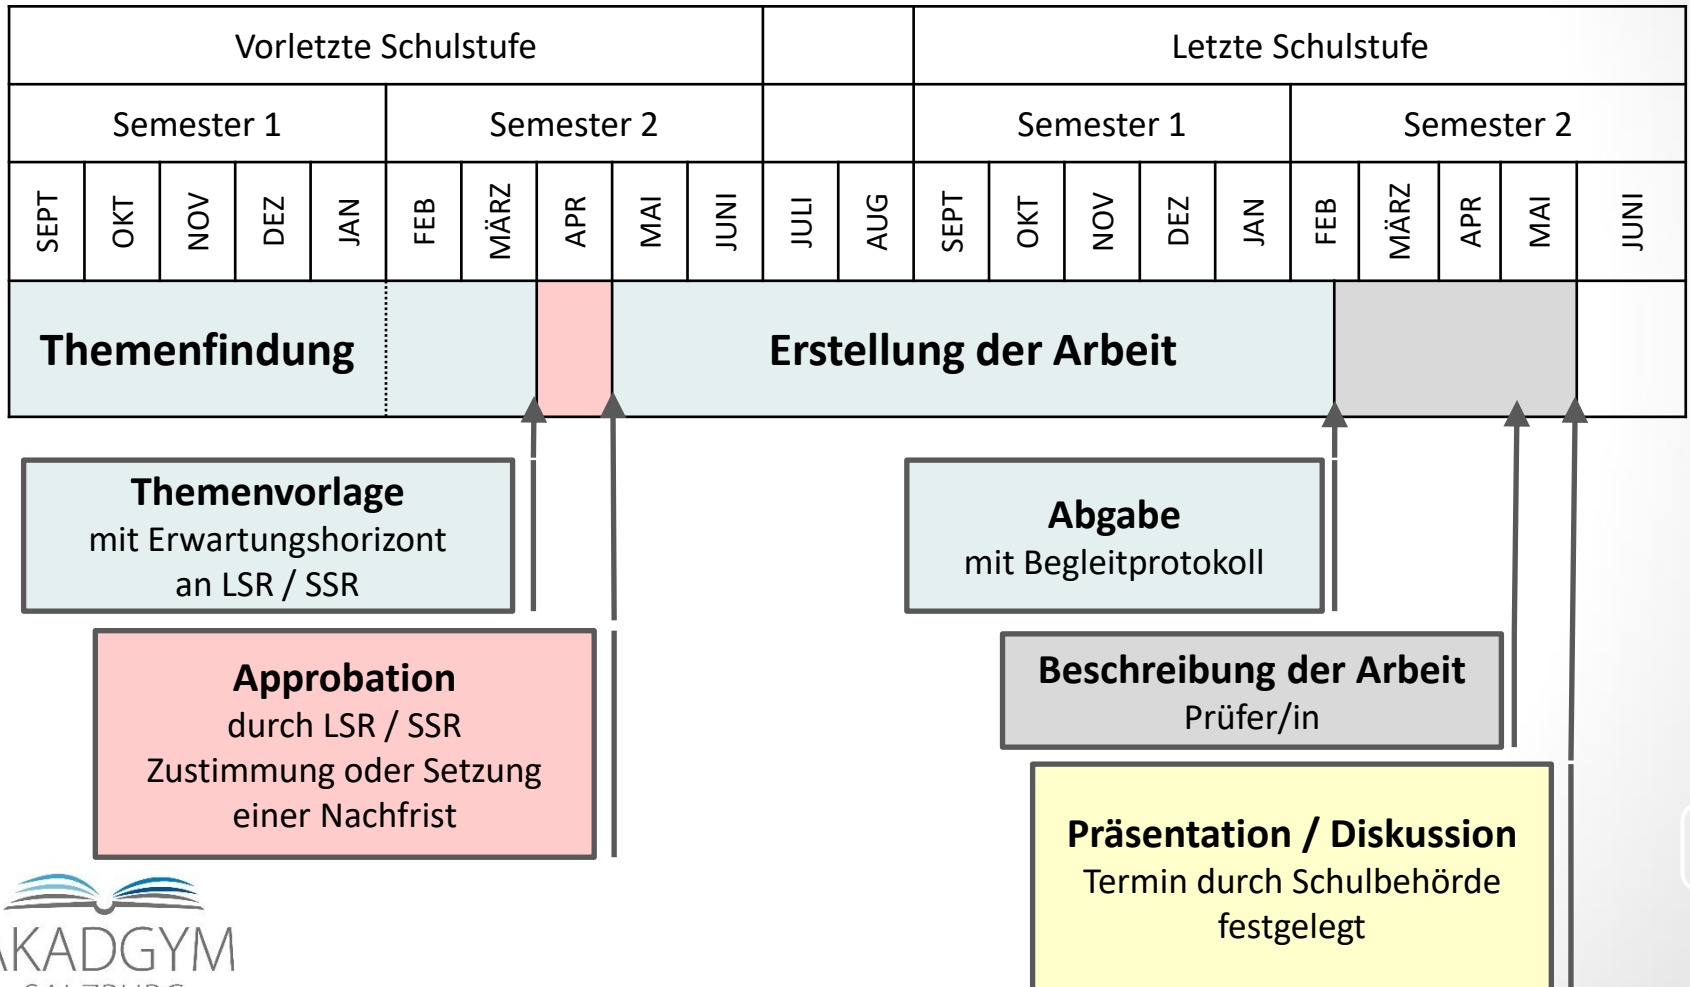 Vorletzte Schulstufe
Letzte Schulstufe
Semester 1
Semester 2
Semester 1
Semester 2
SEPT
OKT
NOV
DEZ
JAN
FEB
MÄRZ
APR
MAI
JUNI
JULI
AUG
SEPT
OKT
NOV
DEZ
JAN
FEB
MÄRZ
APR
MAI
JUNI
Themenfindung
Erstellung der Arbeit
Themenvorlage
mit Erwartungshorizont
an LSR / SSR
Abgabe
mit Begleitprotokoll
Approbation
durch LSR / SSR
Zustimmung oder Setzung
einer Nachfrist
Beschreibung der Arbeit
Prüfer/in
Präsentation / Diskussion
Termin durch Schulbehörde
festgelegt
AKADGYM
SALZBURG